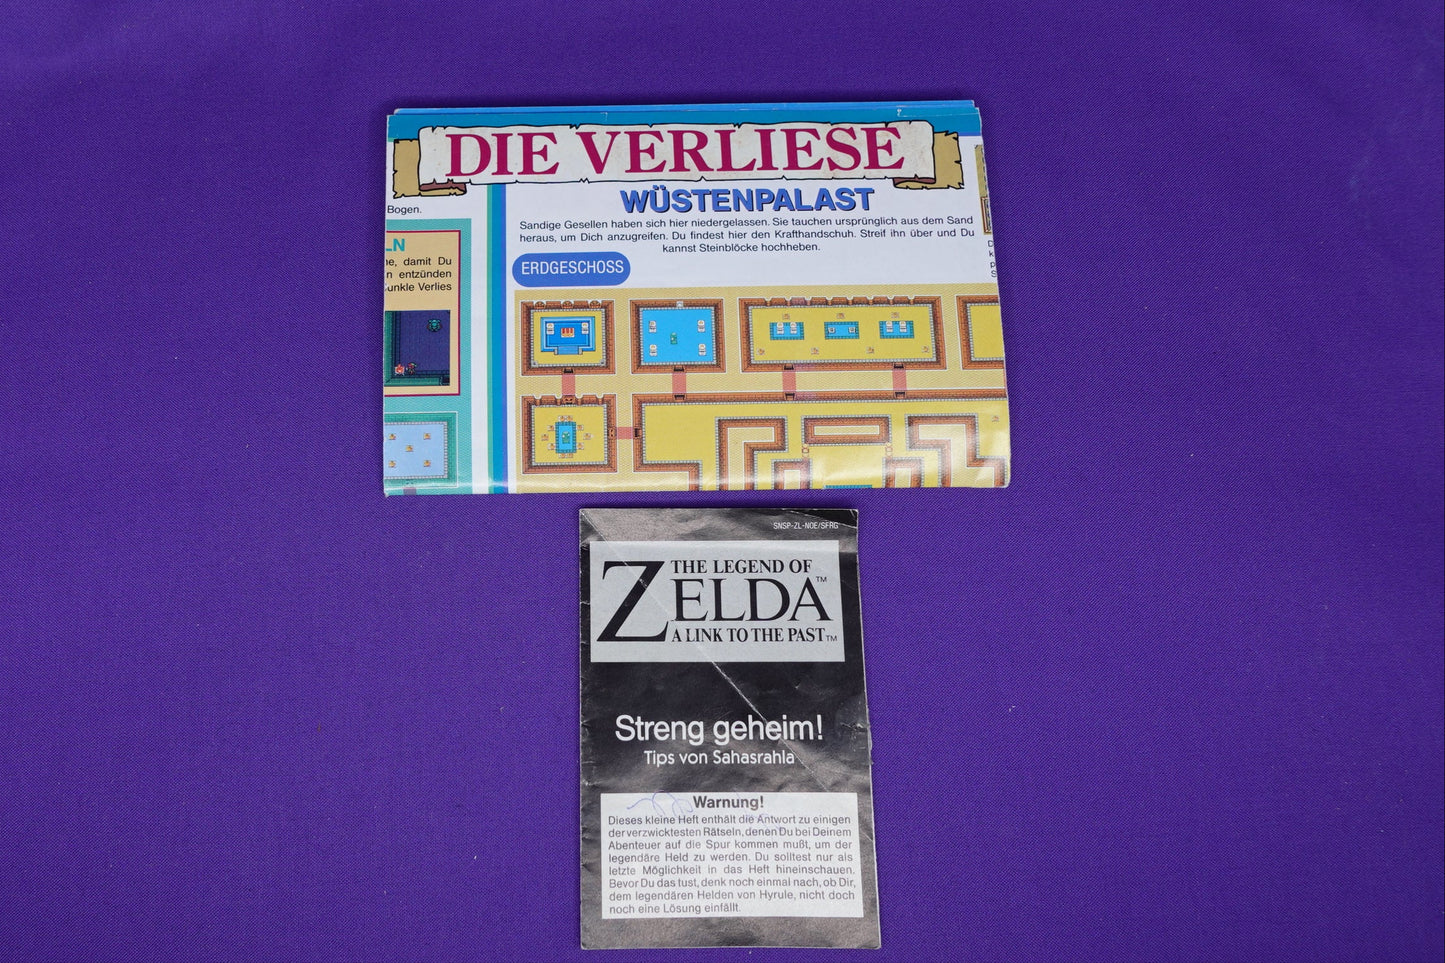 DIE VERLIESE
WÜSTENPALAST
Sandige Gesellen haben sich hier niedergelassen. Sie tauchen ursprünglich aus dem Sand
heraus, um Dich anzugreifen. Du findest hier den Krafthandschuh. Streif ihn über und Du
kannst Steinblöcke hochheben.
ERDGESCHOSS
Bogen.
LN
ne, damit Du
n entzünden
unkle Verlies
SNSP-ZL-NOE/SFRG
THE LEGEND OF
ZELDA™
A LINK TO THE PAST™
Streng geheim!
Tips von Sahasrahla
Warnung!
Dieses kleine Heft enthält die Antwort zu einigen
der verzwicktesten Rätseln, denen Du bei Deinem
Abenteuer auf die Spur kommen mußt, um der
legendäre Held zu werden. Du solltest nur als
letzte Möglichkeit in das Heft hineinschauen.
Bevor Du das tust, denk noch einmal nach, ob Dir,
dem legendären Helden von Hyrule, nicht doch
noch eine Lösung einfällt.